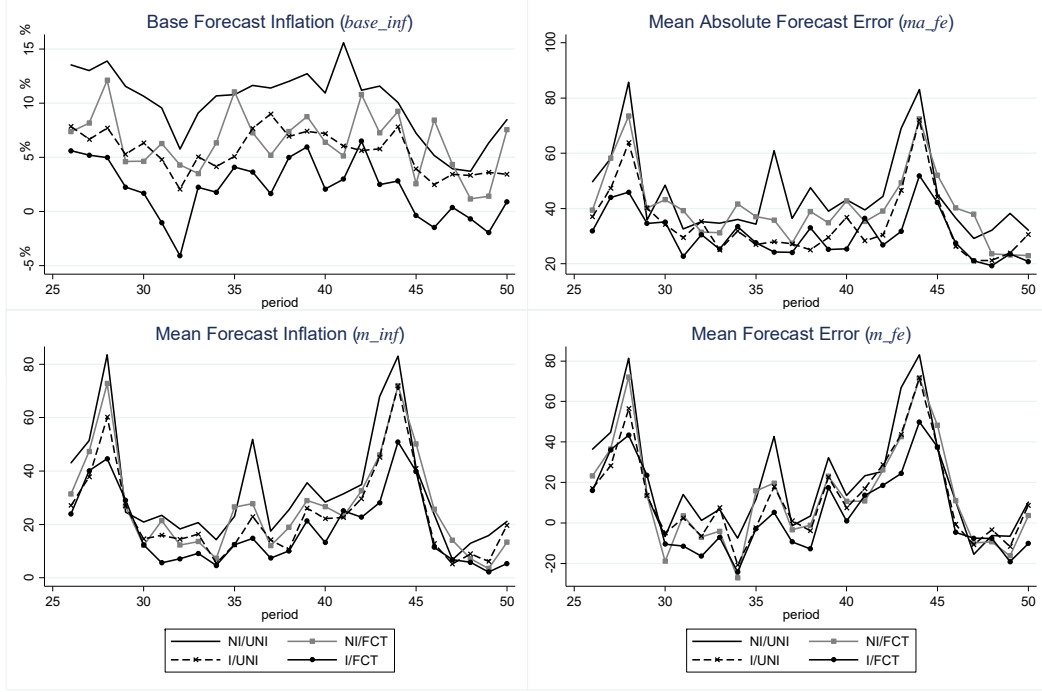 Base Forecast Inflation (base_inf)
15 %
10 %
5%
0
-5 %
%
25 30 35 40 45 50
period
Mean Absolute Forecast Error (ma_fe)
100
80
60
40
20
25 30 35 40 45 50
period
Mean Forecast Inflation (m_inf)
80
60
40
20
0
25 30 35 40 45 50
period
NI/UNI NI/FCT
I/UNI I/FCT
Mean Forecast Error (m_fe)
80
60
40
20
0
-20
25 30 35 40 45 50
period
NI/UNI NI/FCT
I/UNI I/FCT